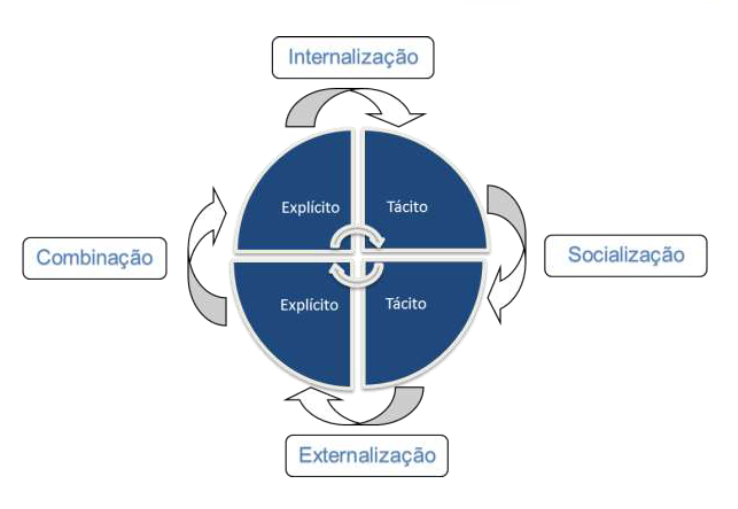 Internalização
Explícito
Tácito
Combinação
Socialização
Explícito
Tácito
Externalização